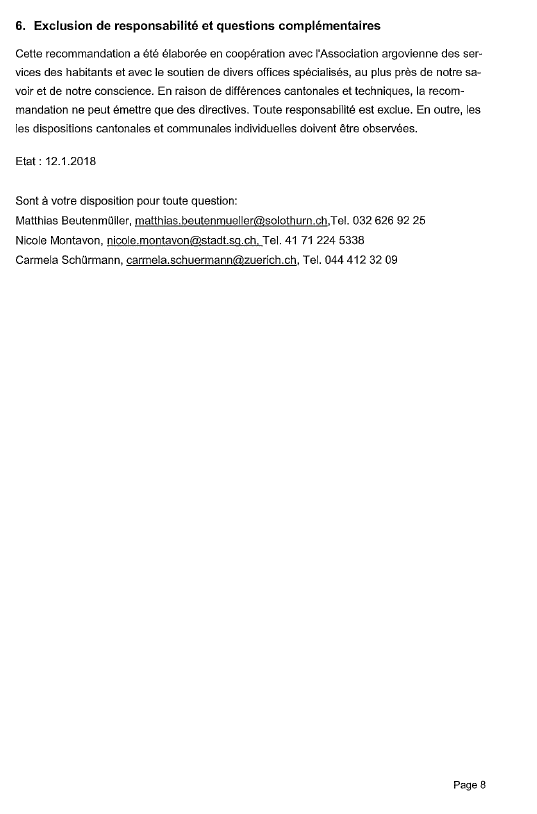 6. Exclusion de responsabilité et questions complémentaires
Cette recommandation a été élaborée en coopération avec l'Association argovienne des ser-
vices des habitants et avec le soutien de divers offices spécialisés, au plus près de notre sa-
voir et de notre conscience. En raison de différences cantonales et techniques, la recom-
mandation ne peut émettre que des directives. Toute responsabilité est exclue. En outre, les
les dispositions cantonales et communales individuelles doivent être observées.
Etat : 12.1.2018
Sont à votre disposition pour toute question:
Matthias Beutenmüller, matthias.beutenmueller@solothurn.ch,Tel. 032 626 92 25
Nicole Montavon, nicole.montavon@stadt.sg.ch, Tel. 41 71 224 5338
Carmela Schürmann, carmela.schuermann@zuerich.ch, Tel. 044 412 32 09
Page 8